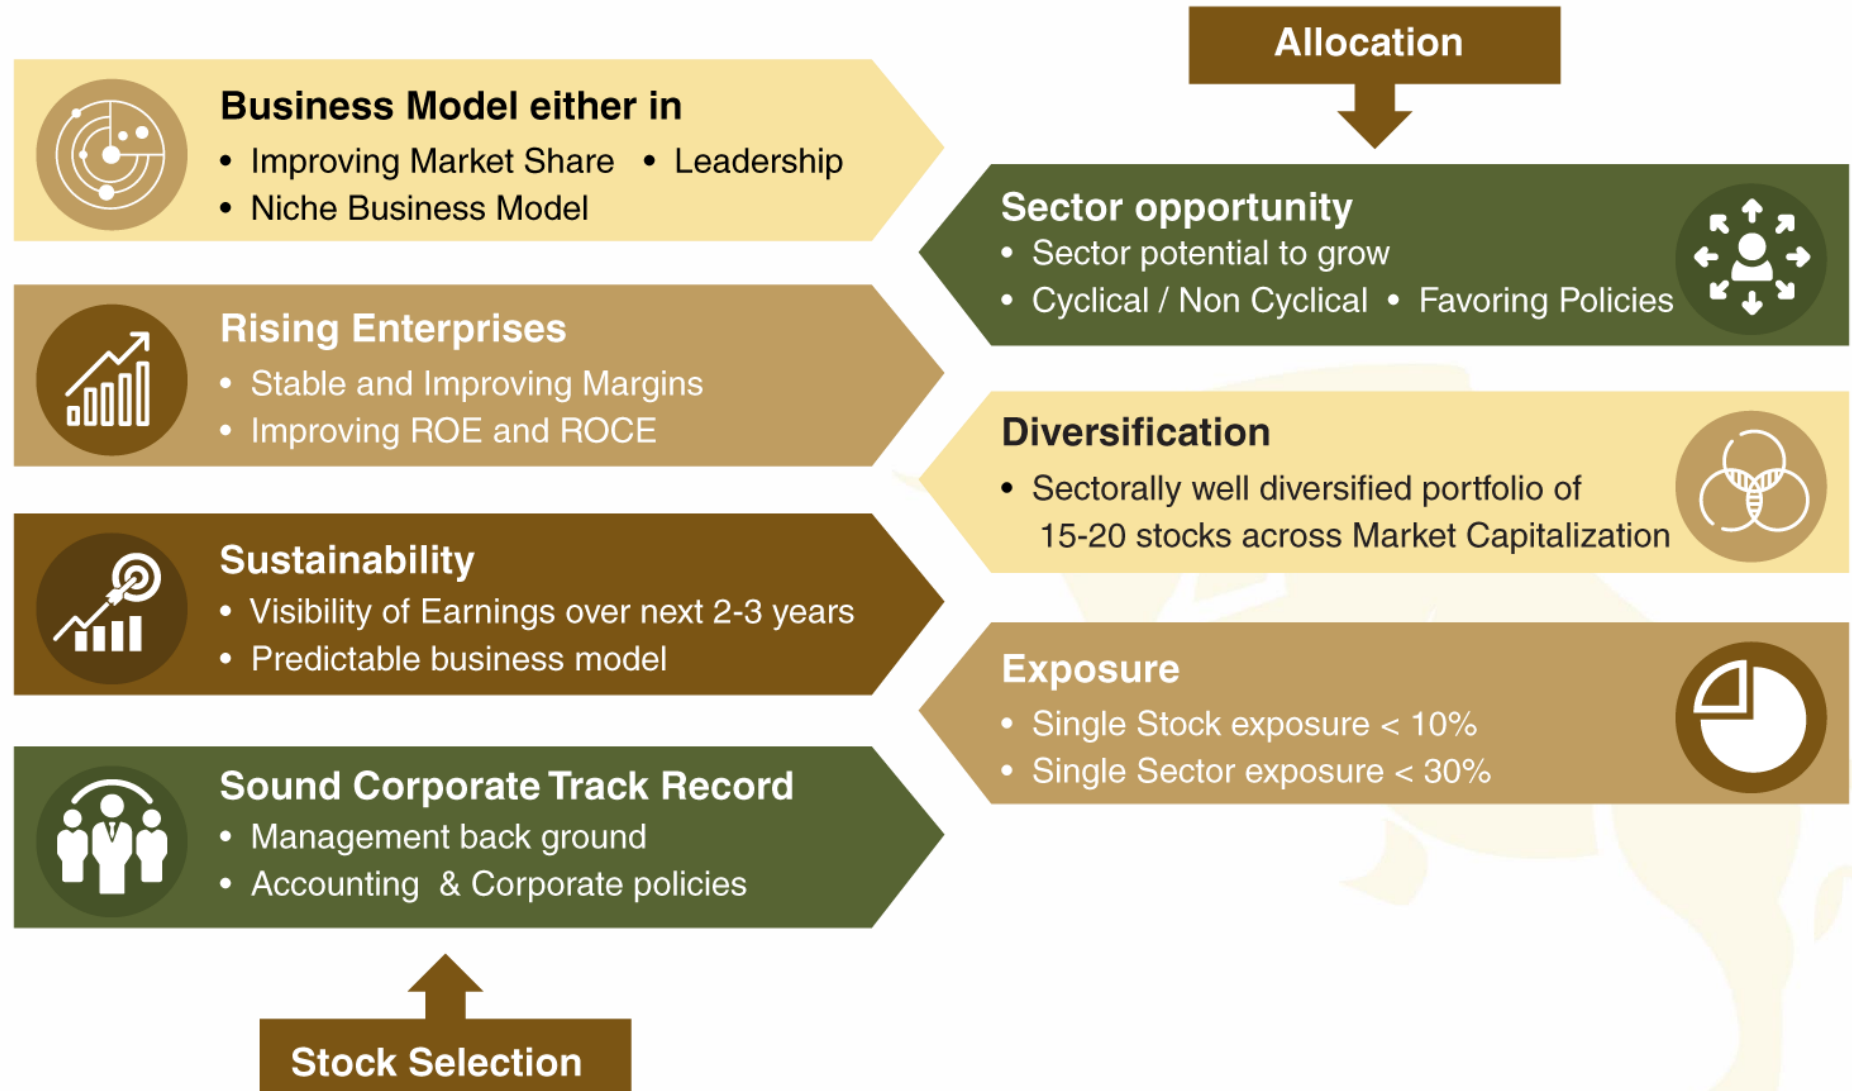 Business Model either in
• Improving Market Share • Leadership
• Niche Business Model
Rising Enterprises
• Stable and Improving Margins
• Improving ROE and ROCE
Sustainability
• Visibility of Earnings over next 2-3 years
• Predictable business model
Sound Corporate Track Record
• Management back ground
• Accounting & Corporate policies
Stock Selection
Allocation
Sector opportunity
• Sector potential to grow
• Cyclical / Non Cyclical • Favoring Policies
Diversification
• Sectorally well diversified portfolio of
15-20 stocks across Market Capitalization
Exposure
• Single Stock exposure < 10%
• Single Sector exposure < 30%